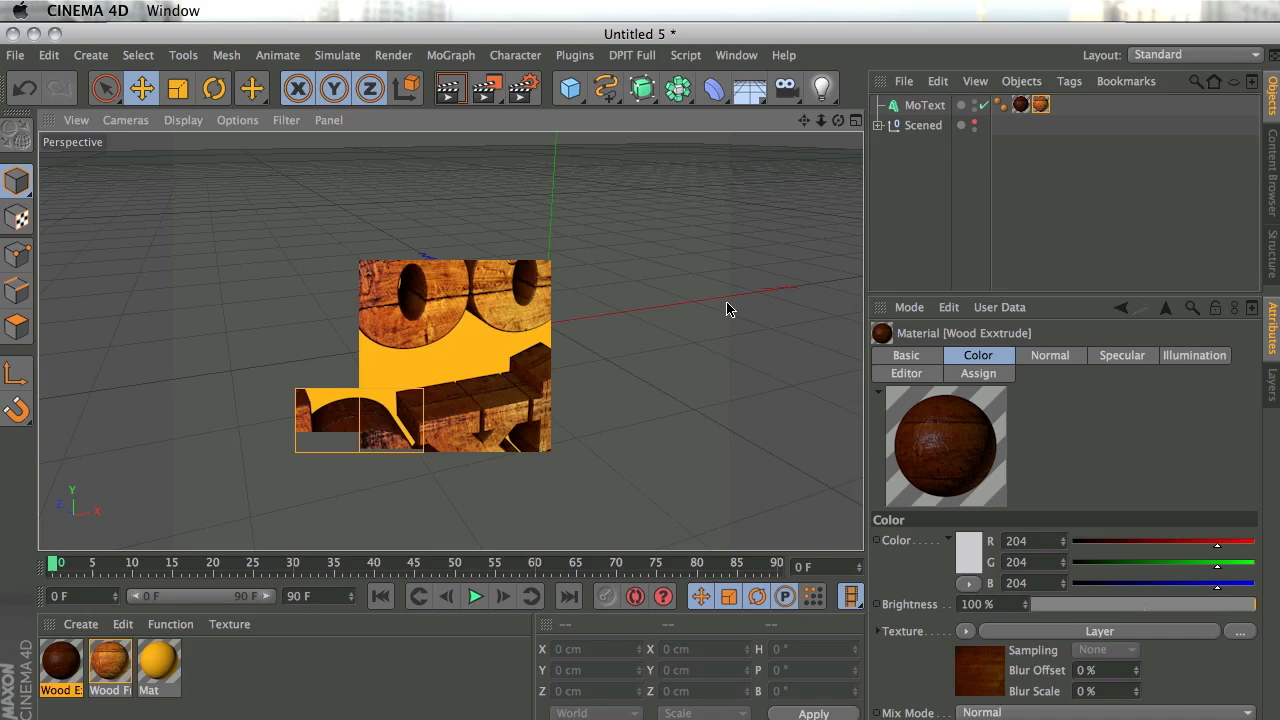 CINEMA 4D Window
Untitled 5 *
File Edit Create Select Tools Mesh Animate Simulate Render MoGraph Character Plugins DPIT Full Script Window Help Layout: Standard
X Y Z
File Edit View Objects Tags Bookmarks
MoText
Scened
View Cameras Display Options Filter Panel
Perspective
Y
Z X
Objects
Content Browser
Structure
Attributes
Layers
Mode Edit User Data
Material [Wood Exxtrude]
Basic Color Normal Specular Illumination
Editor Assign
Color
Color R 204
G 204
B 204
Brightness 100 %
Texture Layer ...
Sampling None
Blur Offset 0 %
Blur Scale 0 %
Mix Mode Normal
0 5 10 15 20 25 30 35 40 45 50 55 60 65 70 75 80 85 90 0 F
0 F 0 F 90 F 90 F P
Create Edit Function Texture
Wood E Wood F Mat
-- -- --
X 0 cm X 0 cm H 0 °
Y 0 cm Y 0 cm P 0 °
Z 0 cm Z 0 cm B 0 °
World Scale Apply
MAXON
CINEMA 4D